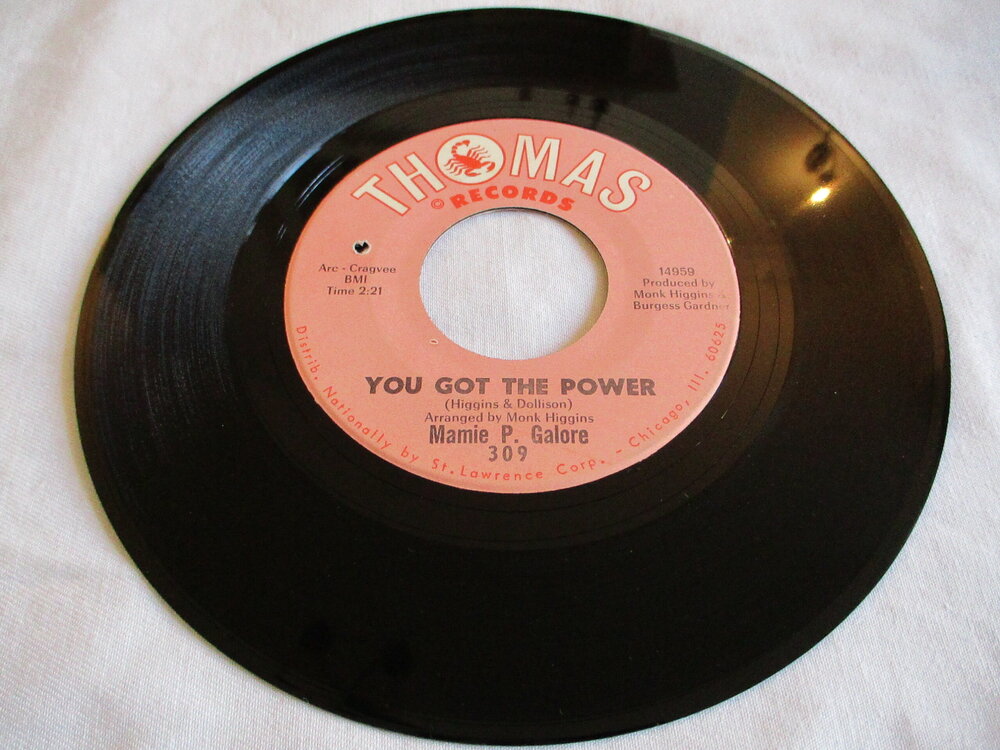 THOMAS
© RECORDS
Arc - Cragvee
BMI
Time 2:21
14959
Produced by
Monk Higgins &
Burgess Gardner
YOU GOT THE POWER
(Higgins & Dollison)
Arranged by Monk Higgins
Mamie P. Galore
309
Distrib. Nationally by St. Lawrence Corp. - Chicago, Ill. 60625